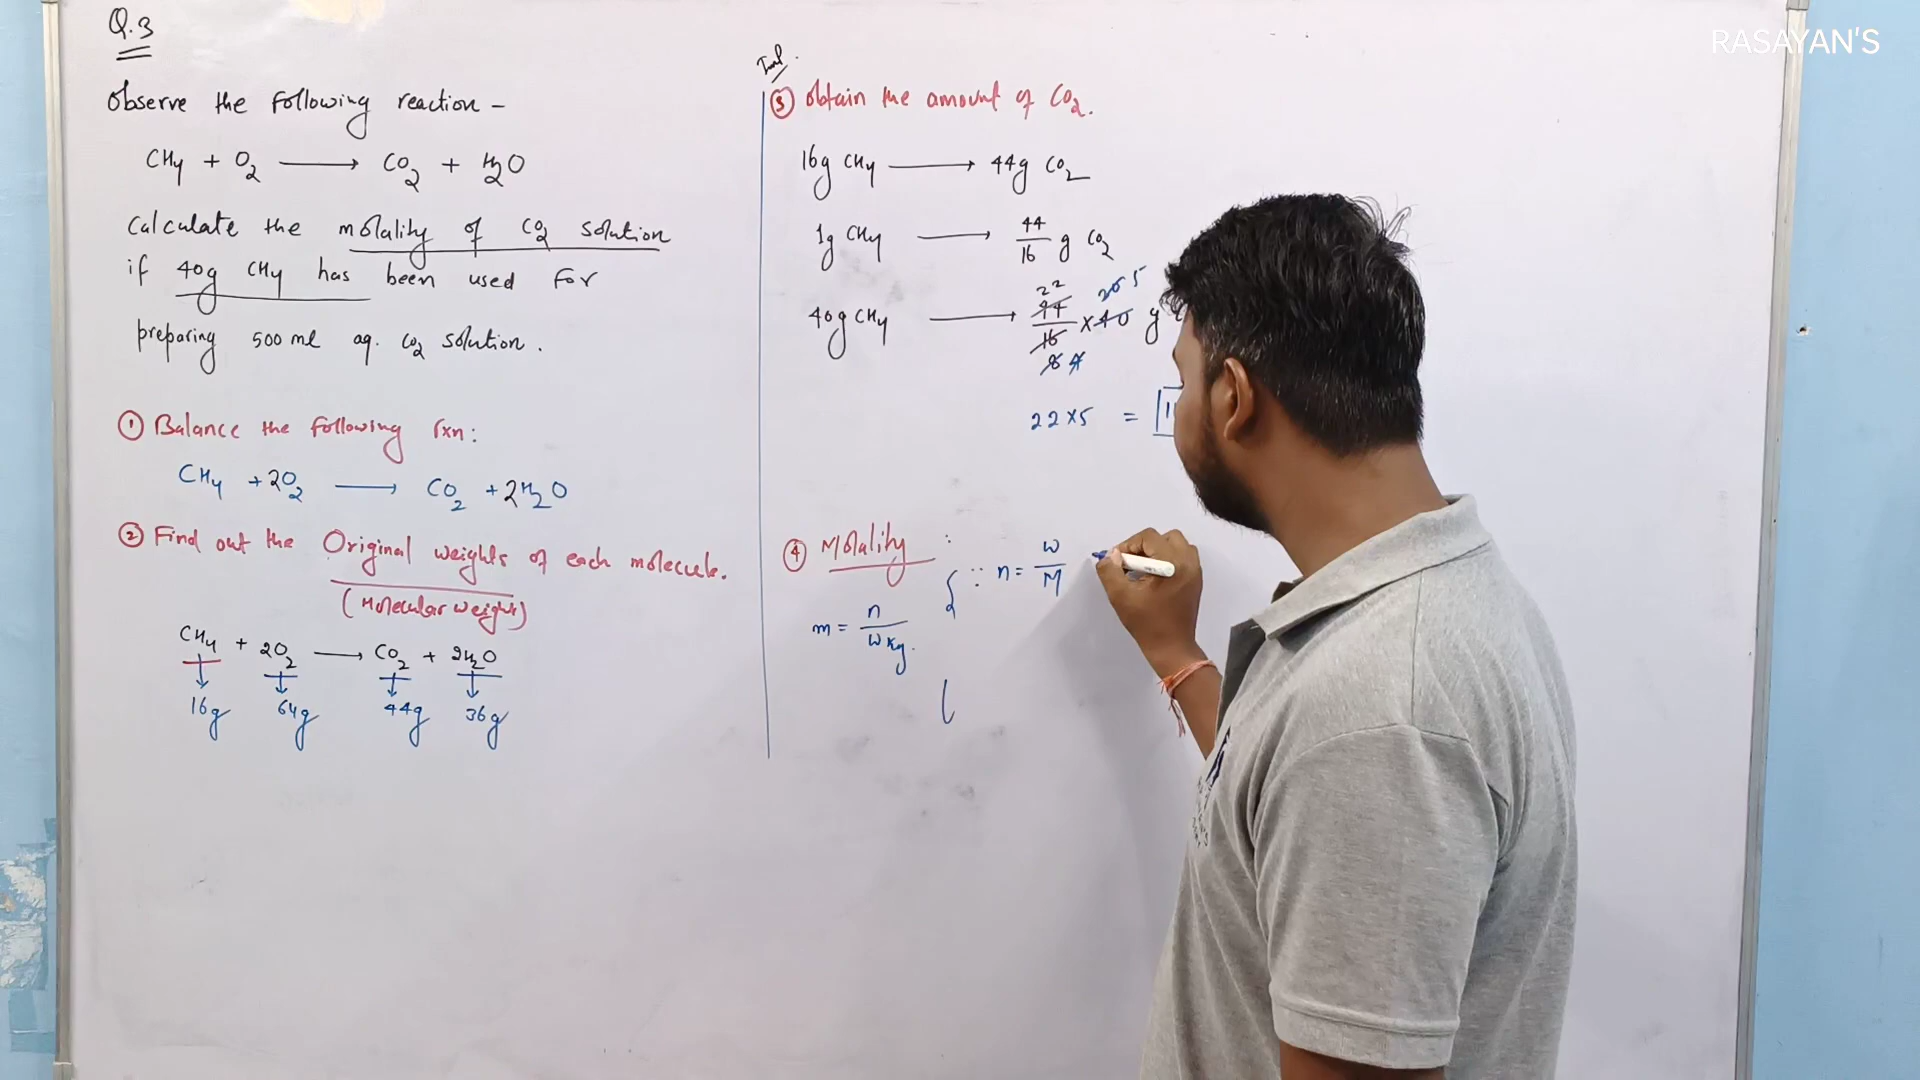 Q.3
Observe the following reaction -
CH4 + O2 → CO2 + H2O
Calculate the molality of CO2 solution
if 40g CH4 has been used for
preparing 500 ml aq. CO2 solution.
① Balance the following rxn:
CH4 + 2O2 → CO2 + 2H2O
② Find out the Original weights of each molecule.
(Molecular weights)
CH4 + 2O2 → CO2 + 2H2O
16g 64g 44g 36g
③ Obtain the amount of CO2.
16g CH4 → 44g CO2
1g CH4 → 44/16 g CO2
22 20 5
40g CH4 → 44/16 × 40 g
8 4
22×5 =
④ Molality :
m = n/W kg.
{ ∵ n = w/M
RASAYAN'S